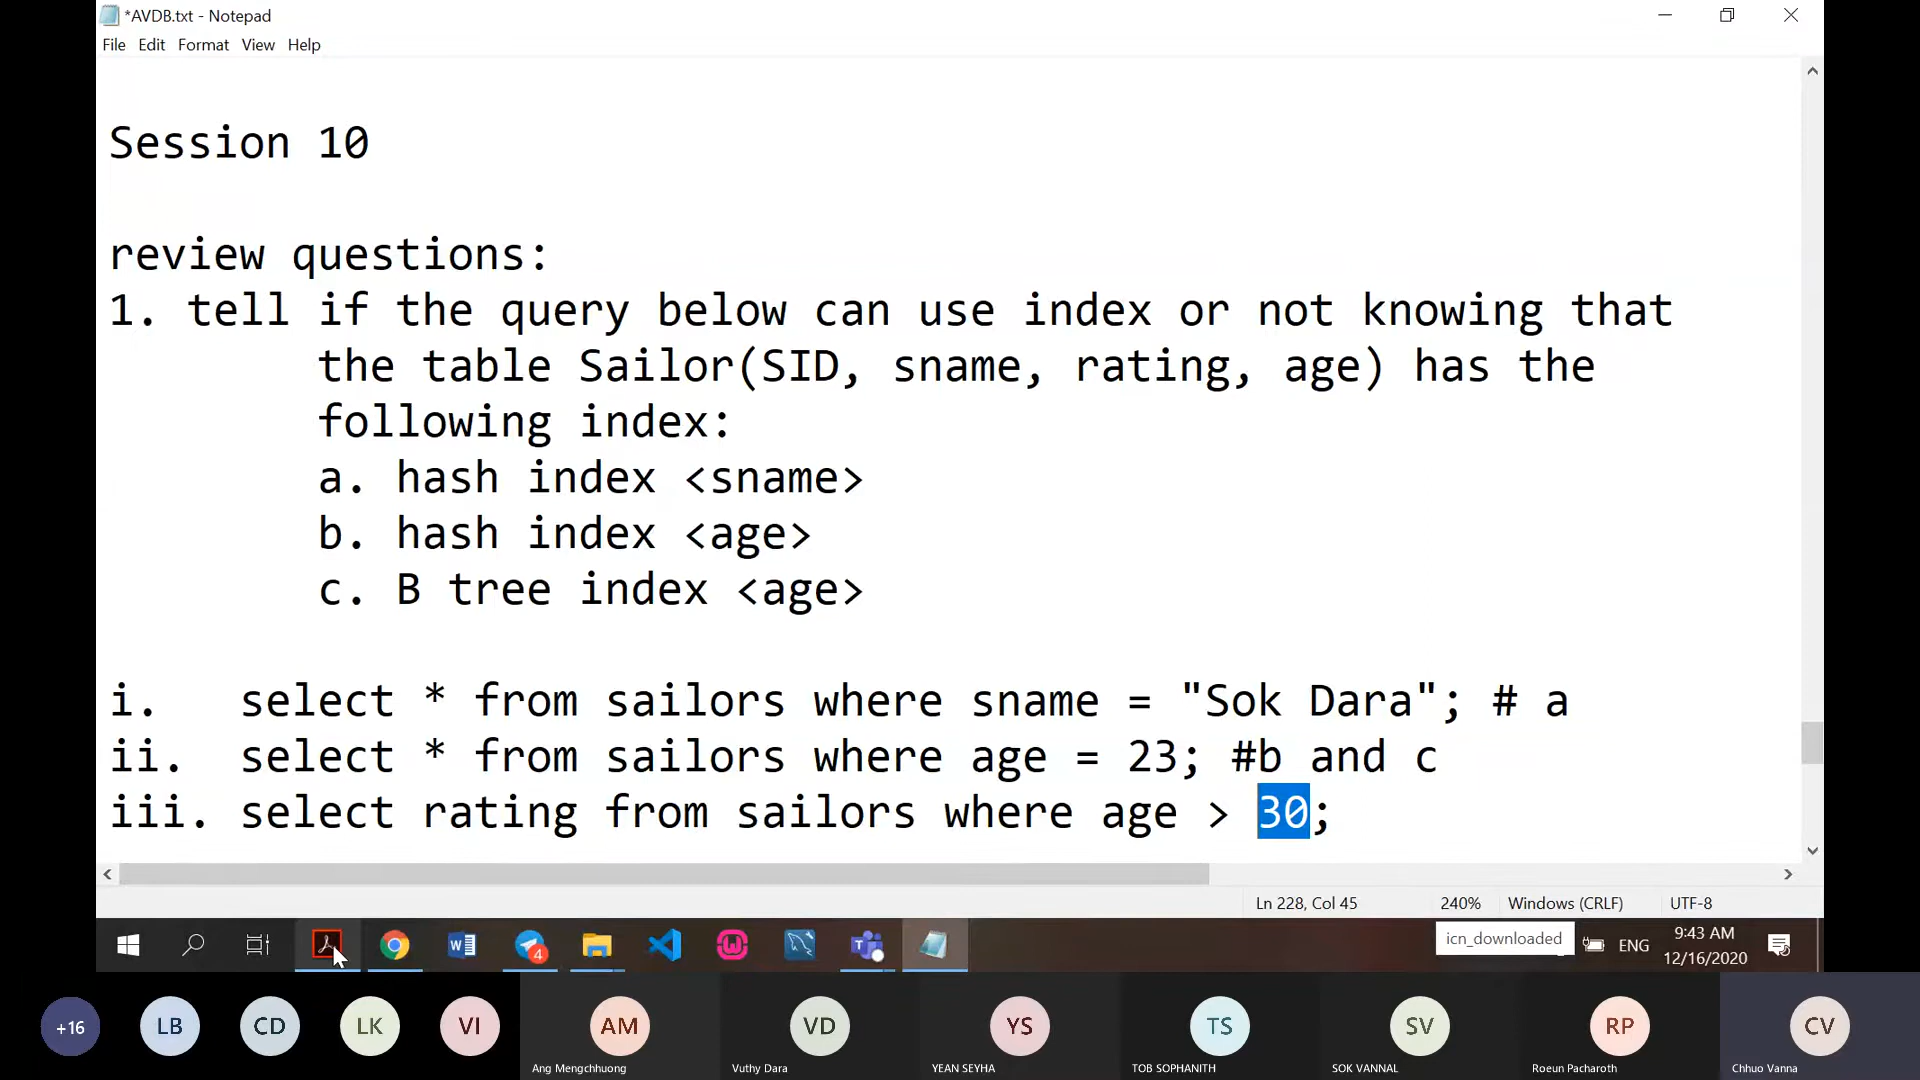 *AVDB.txt - Notepad
File Edit Format View Help
Session 10
review questions:
1. tell if the query below can use index or not knowing that
the table Sailor(SID, sname, rating, age) has the
following index:
a. hash index <sname>
b. hash index <age>
c. B tree index <age>
i. select * from sailors where sname = "Sok Dara"; # a
ii. select * from sailors where age = 23; #b and c
iii. select rating from sailors where age > 30;
Ln 228, Col 45 240% Windows (CRLF) UTF-8
4 icn_downloaded ENG 9:43 AM
12/16/2020
+16 LB CD LK VI AM VD YS TS SV RP CV
Ang Mengchhuong Vuthy Dara YEAN SEYHA TOB SOPHANITH SOK VANNAL Roeun Pacharoth Chhuo Vanna